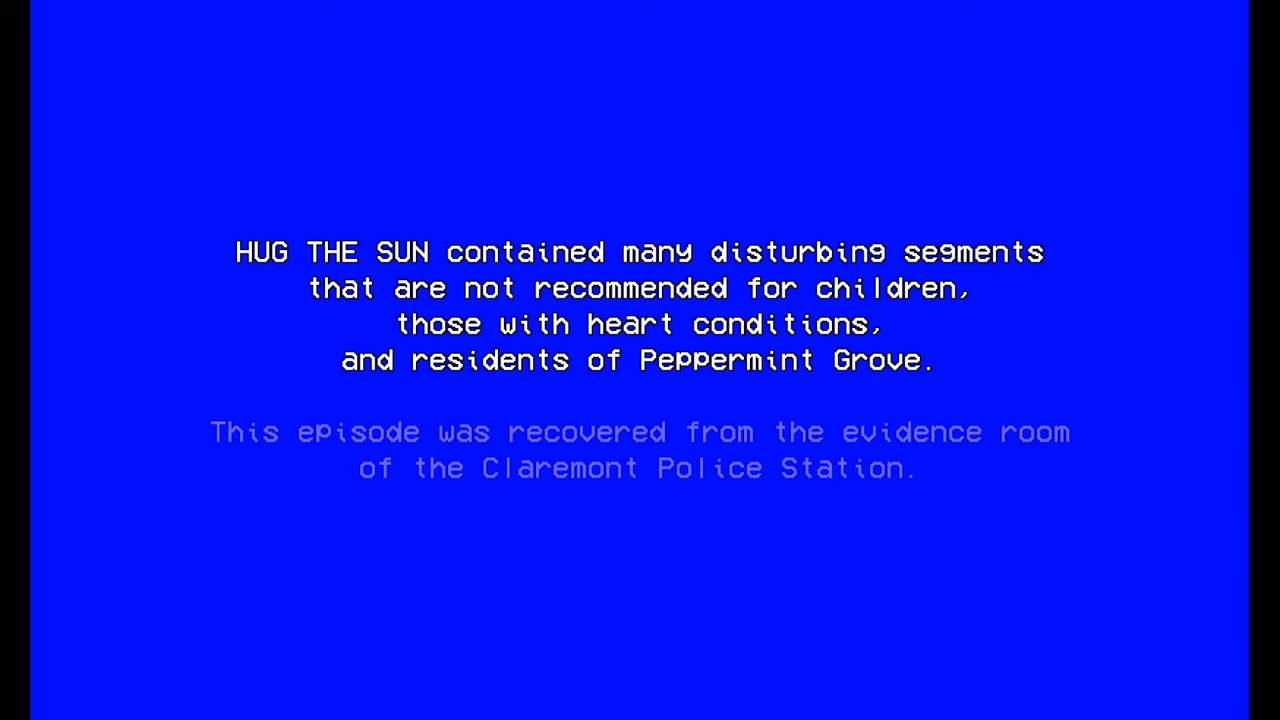 HUG THE SUN contained many disturbing segments
that are not recommended for children,
those with heart conditions,
and residents of Peppermint Grove.
This episode was recovered from the evidence room
of the Claremont Police Station.